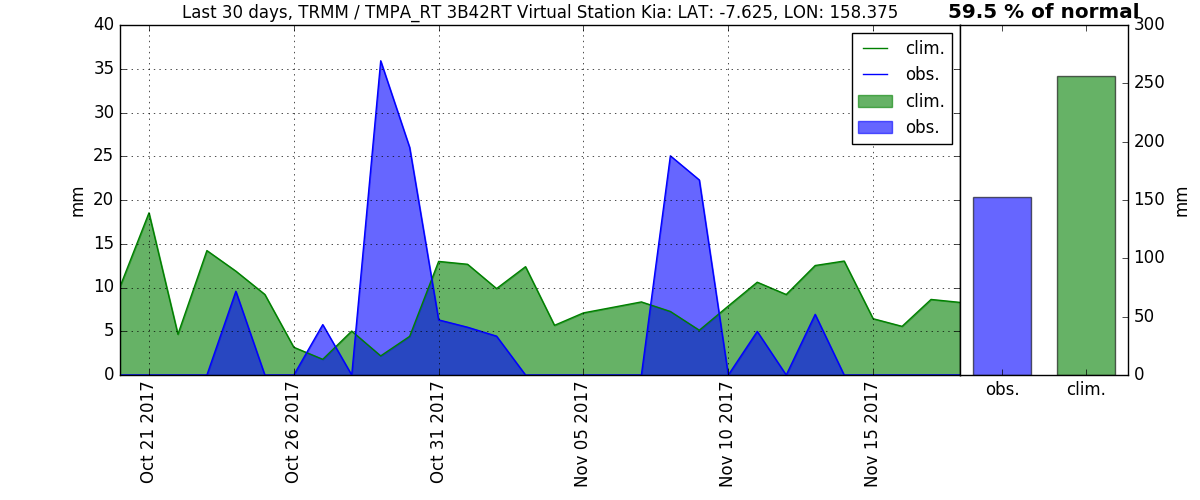 Last 30 days, TRMM / TMPA_RT 3B42RT Virtual Station Kia: LAT: -7.625, LON: 158.375
59.5 % of normal
40
35
30
25
20
15
10
5
0
mm
clim.
obs.
clim.
obs.
300
250
200
150
100
50
0
mm
Oct 21 2017
Oct 26 2017
Oct 31 2017
Nov 05 2017
Nov 10 2017
Nov 15 2017
obs.
clim.